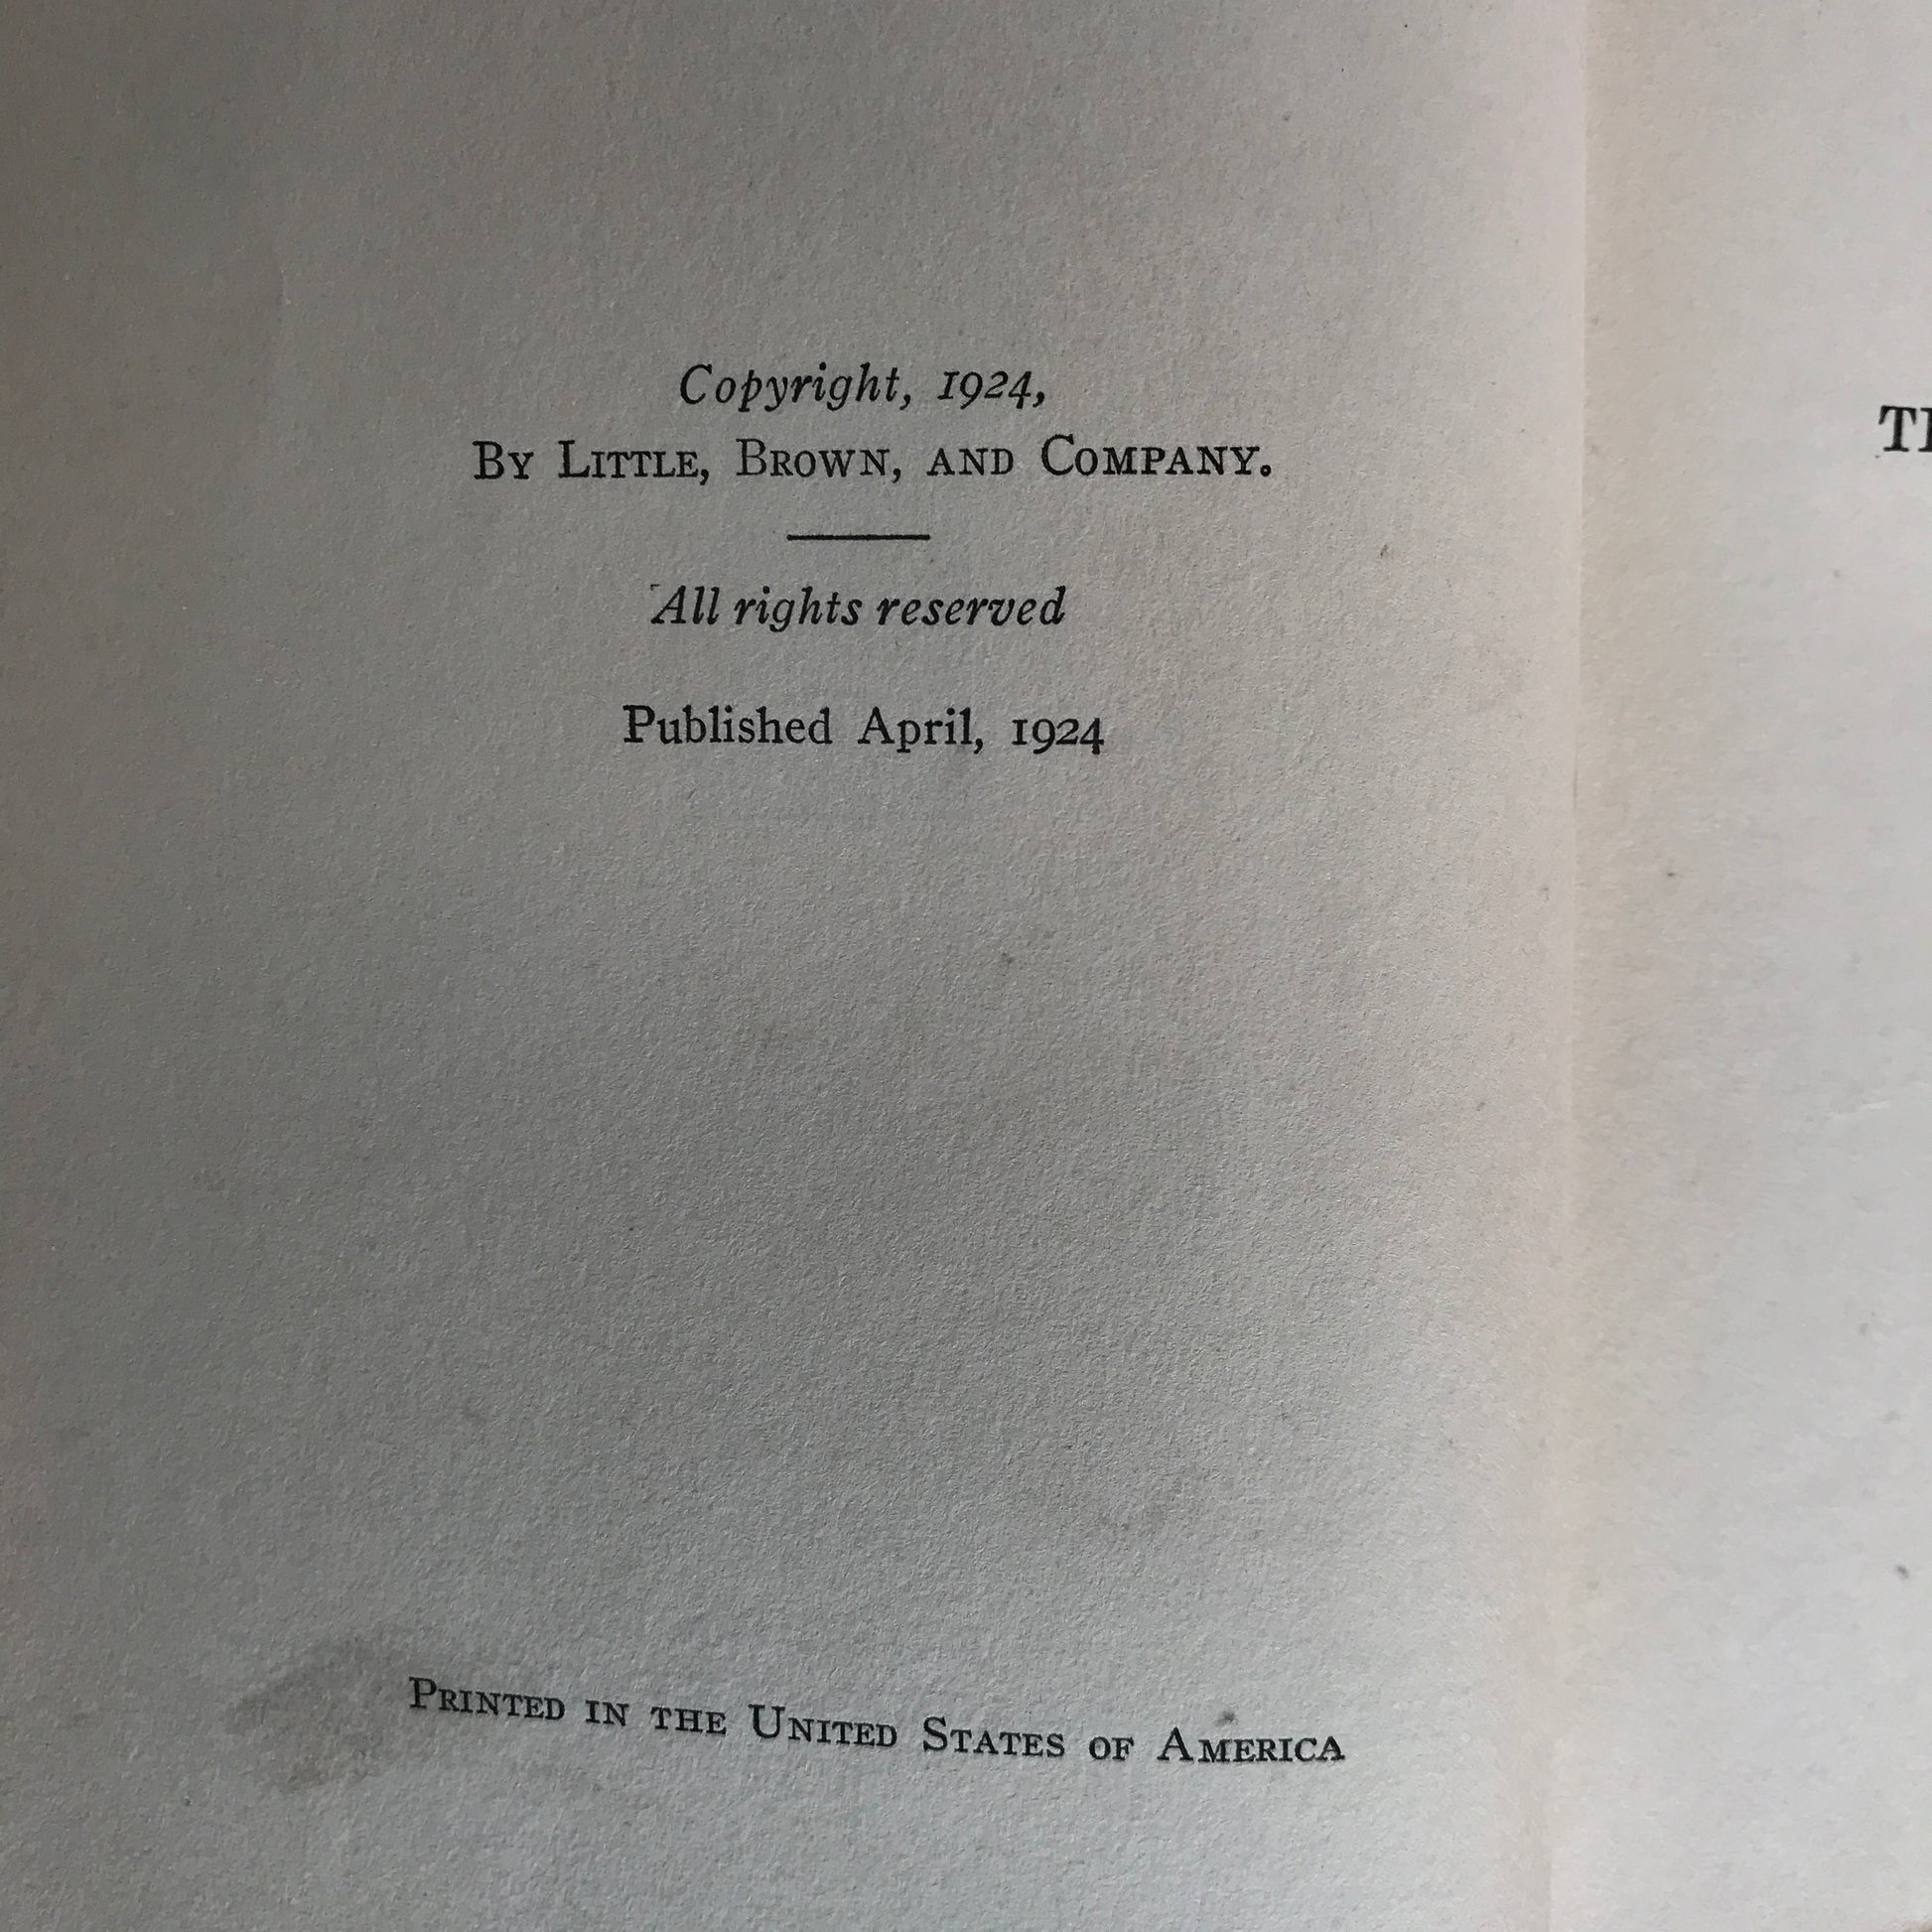 Copyright, 1924,
By Little, Brown, and Company.
All rights reserved
Published April, 1924
Printed in the United States of America